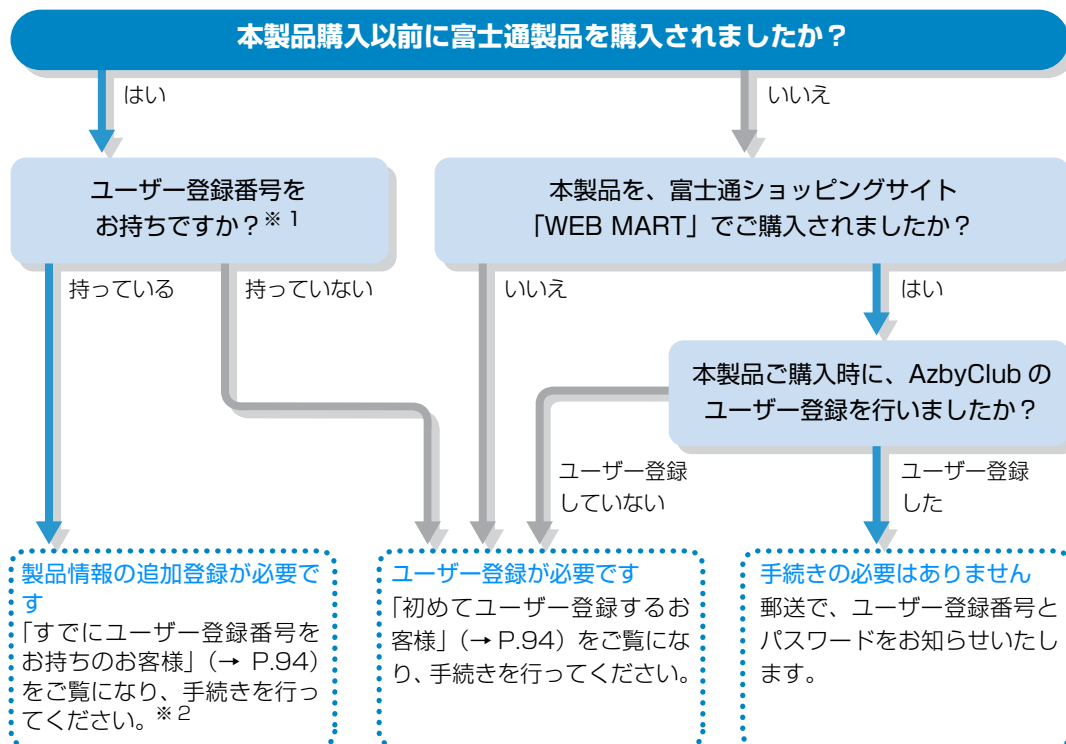 本製品購入以前に富士通製品を購入されましたか？
はい
いいえ
ユーザー登録番号を
お持ちですか？※1
本製品を、富士通ショッピングサイト
「WEB MART」でご購入されましたか？
持っている
持っていない
いいえ
はい
本製品ご購入時に、AzbyClub の
ユーザー登録を行いましたか？
ユーザー登録
していない
ユーザー登録
した
製品情報の追加登録が必要で
す
「すでにユーザー登録番号を
お持ちのお客様」（→ P.94）
をご覧になり、手続きを行っ
てください。※2
ユーザー登録が必要です
「初めてユーザー登録するお
客様」（→ P.94）をご覧にな
り、手続きを行ってください。
手続きの必要はありません
郵送で、ユーザー登録番号と
パスワードをお知らせいたし
ます。